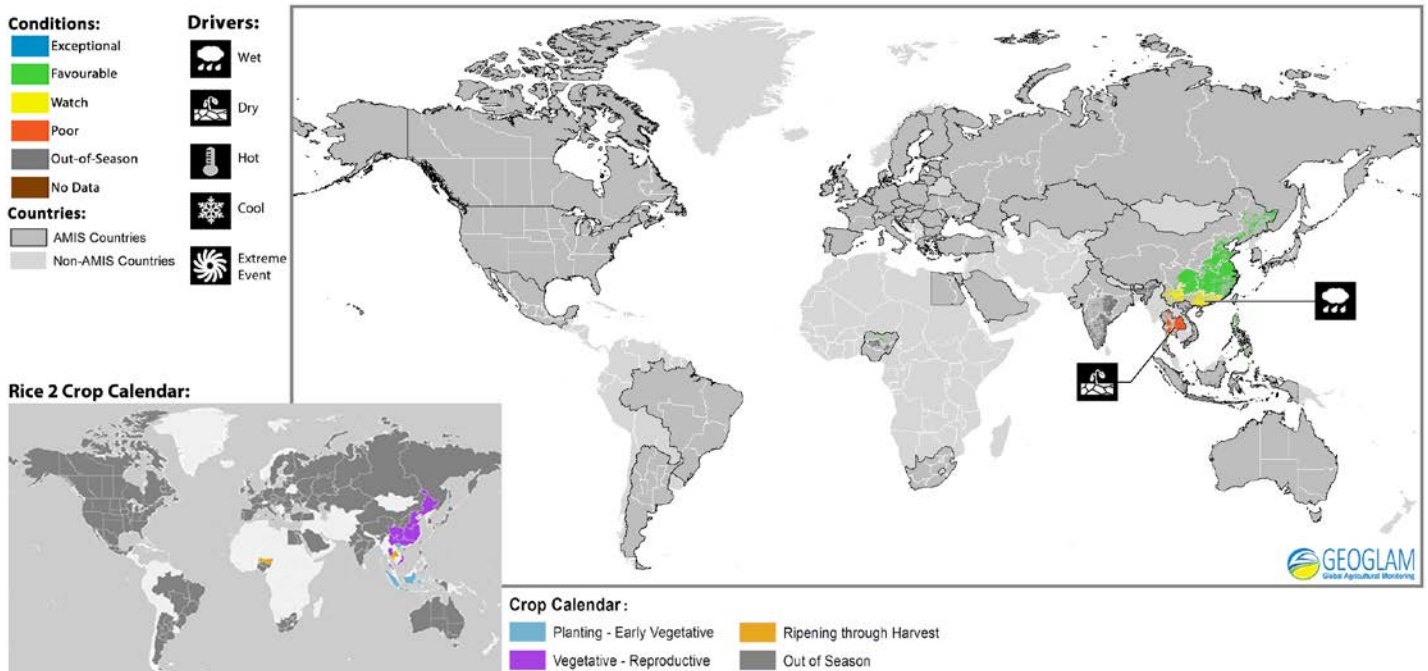 Conditions:
Exceptional
Favourable
Watch
Poor
Out-of-Season
No Data
Countries:
AMIS Countries
Non-AMIS Countries
Drivers:
Wet
Dry
Hot
Cool
Extreme
Event
GEOGLAM
Global Agricultural Monitoring
Rice 2 Crop Calendar:
Crop Calendar:
Planting - Early Vegetative
Ripening through Harvest
Vegetative - Reproductive
Out of Season